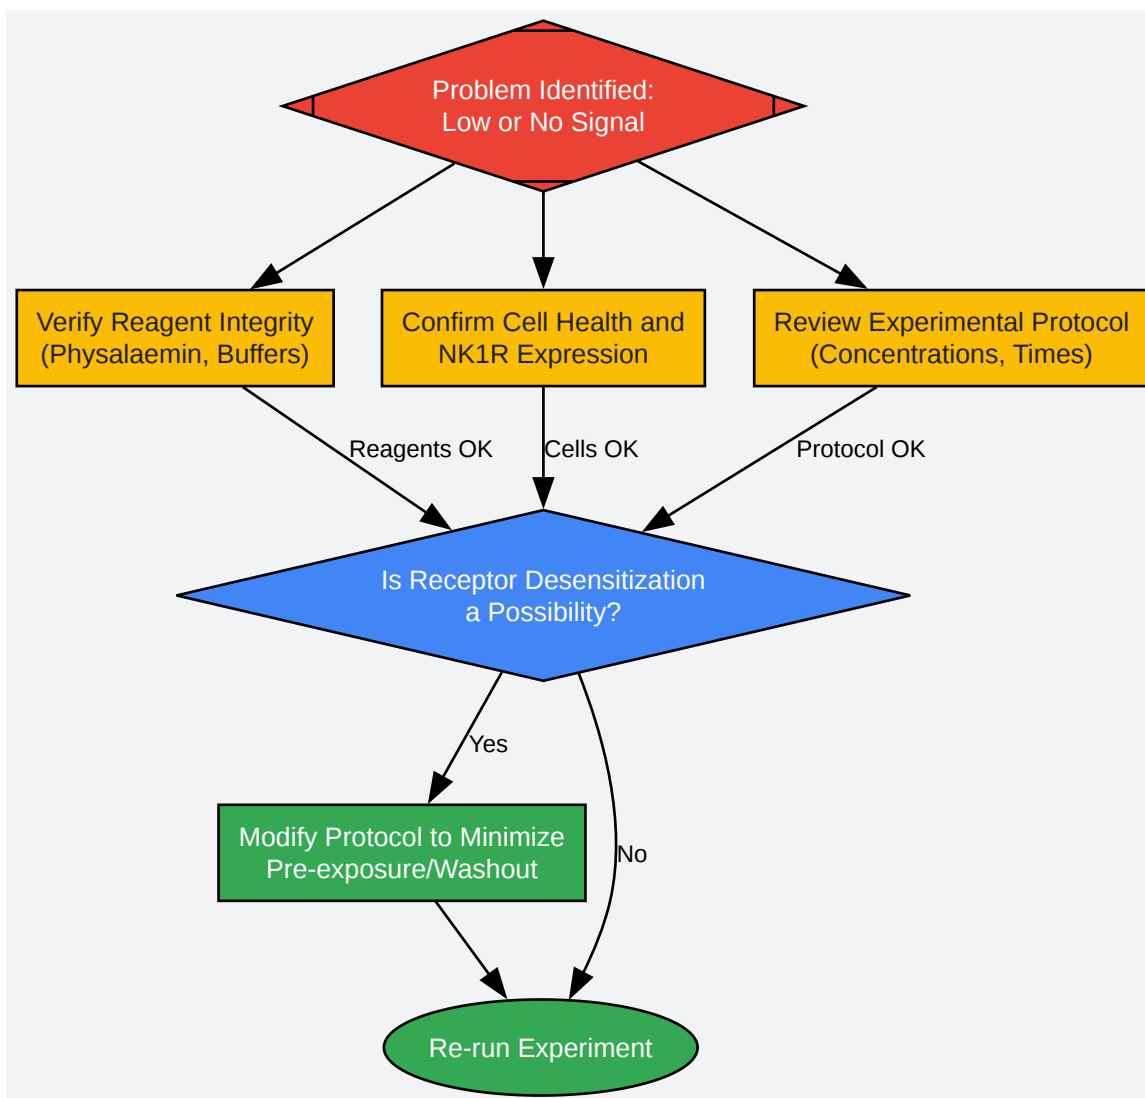 Problem Identified:
Low or No Signal
Verify Reagent Integrity
(Physalaemin, Buffers)
Confirm Cell Health and
NK1R Expression
Review Experimental Protocol
(Concentrations, Times)
Reagents OK
Cells OK
Protocol OK
Is Receptor Desensitization
a Possibility?
Yes
Modify Protocol to Minimize
Pre-exposure/Washout
No
Re-run Experiment